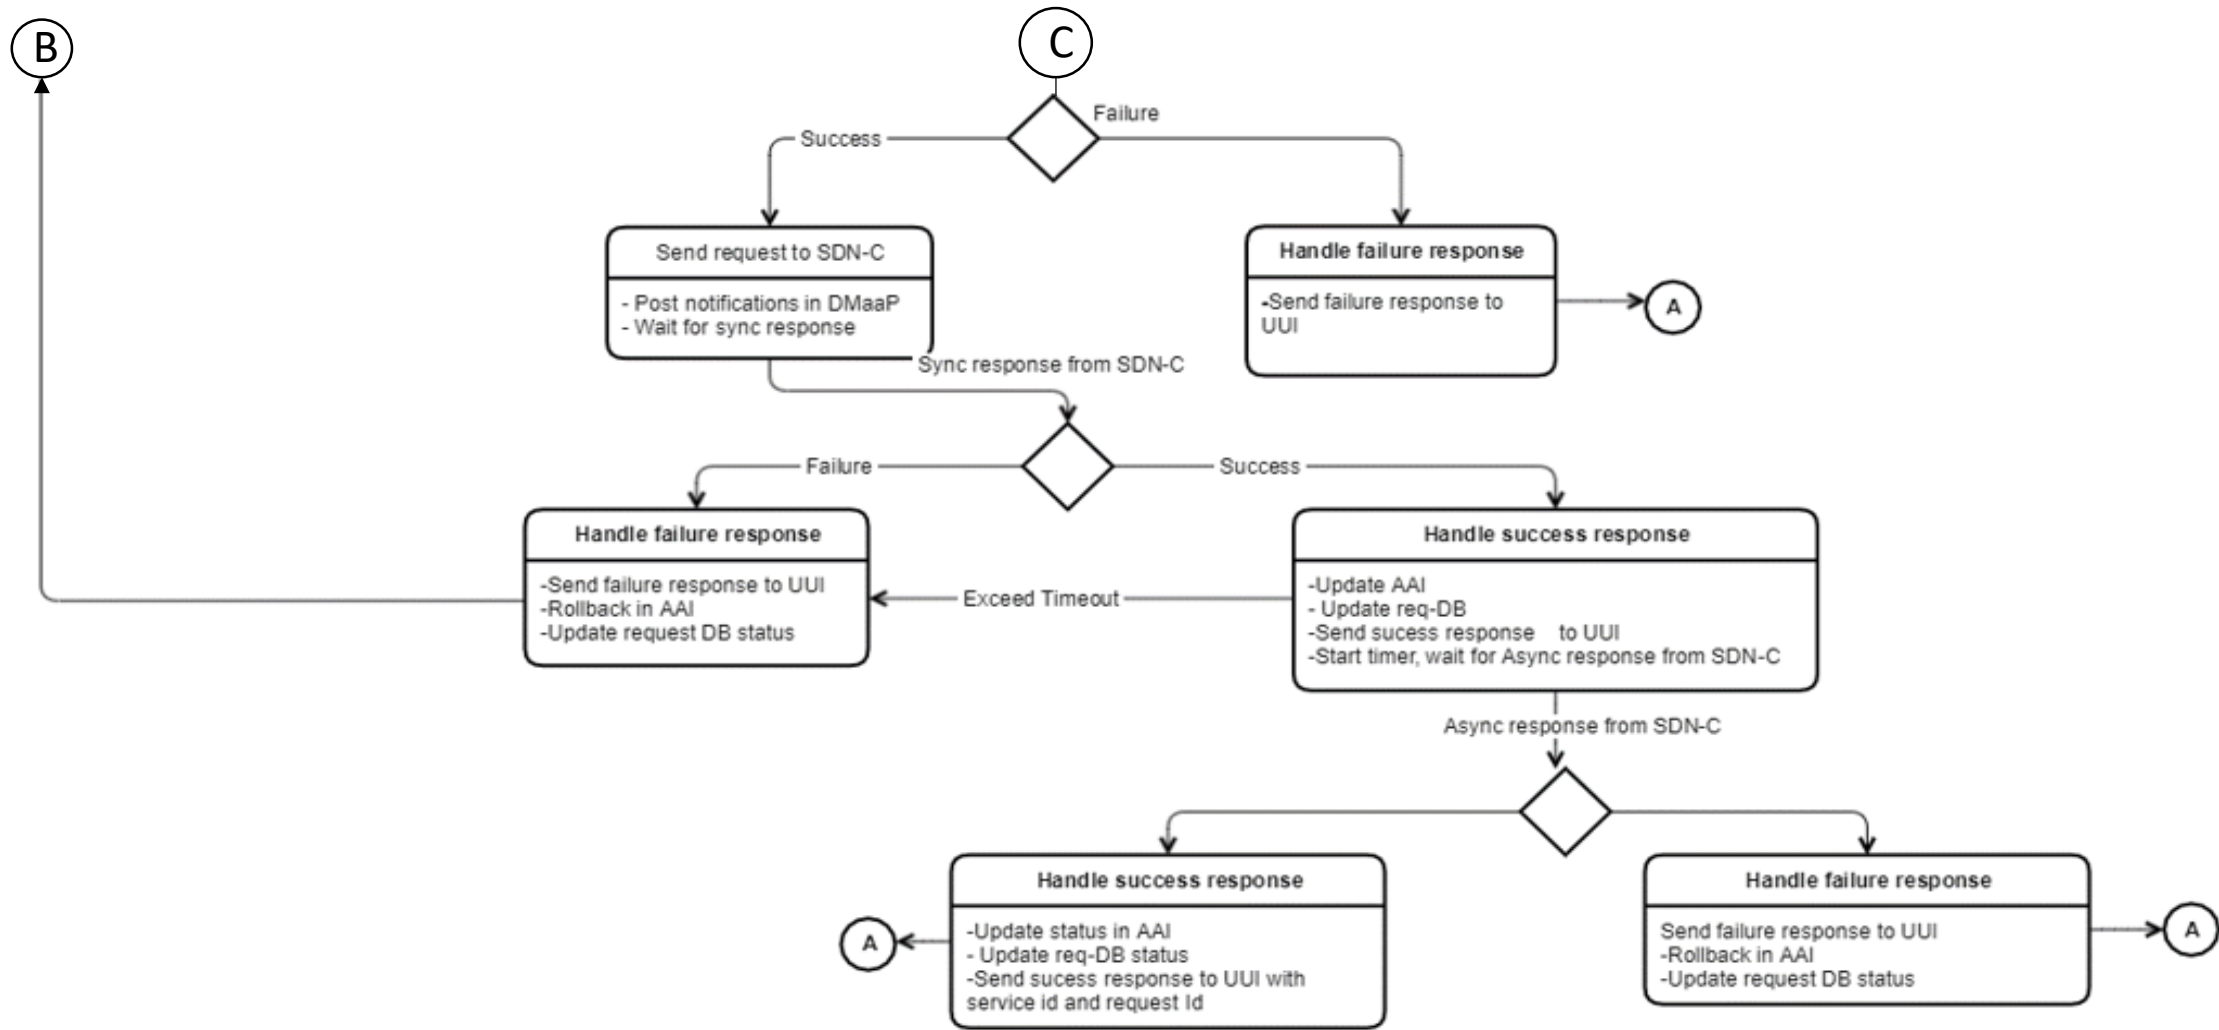 B
C
Failure
Success
Send request to SDN-C
- Post notifications in DMaaP
- Wait for sync response
Handle failure response
-Send failure response to
UUI
A
Sync response from SDN-C
Failure
Success
Handle failure response
-Send failure response to UUI
-Rollback in AAI
-Update request DB status
Exceed Timeout
Handle success response
-Update AAI
- Update req-DB
-Send sucess response to UUI
-Start timer, wait for Async response from SDN-C
Async response from SDN-C
A
Handle success response
-Update status in AAI
- Update req-DB status
-Send sucess response to UUI with
service id and request Id
Handle failure response
Send failure response to UUI
-Rollback in AAI
-Update request DB status
A